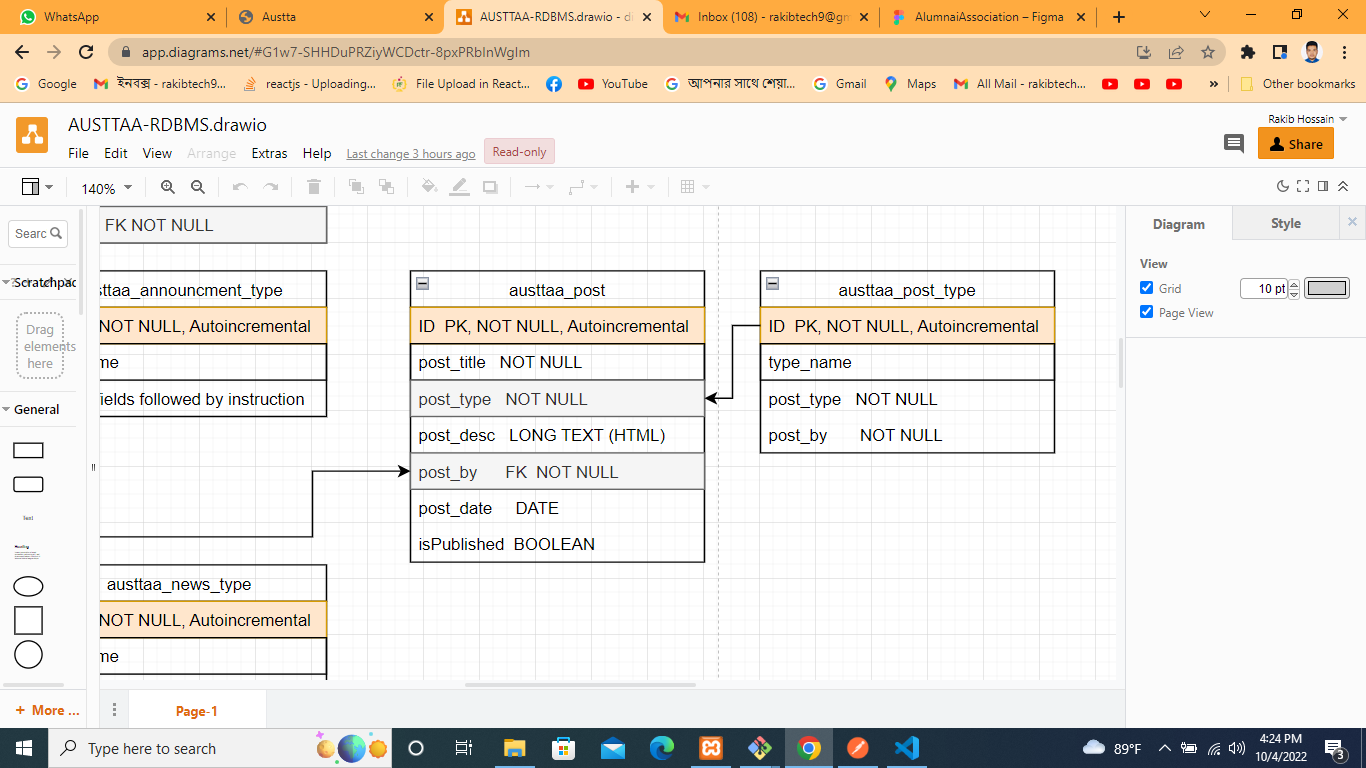 WhatsApp
Austta
AUSTTAA-RDBMS.drawio - di
Inbox (108) - rakibtech9@gm
AlumnaiAssociation – Figma
app.diagrams.net/#G1w7-SHHDuPRZiyWCDctr-8pxPRbInWgIm
Google
ইনবক্স - rakibtech9...
reactjs - Uploading...
File Upload in React...
YouTube
আপনার সাথে শেয়া...
Gmail
Maps
All Mail - rakibtech...
»
Other bookmarks
AUSTTAA-RDBMS.drawio
Rakib Hossain
File Edit View Arrange Extras Help Last change 3 hours ago Read-only
Share
140%
Searc
Scratchpad
Drag
elements
here
General
Text
Heading
+ More ...
FK NOT NULL
sttaa_announcment_type
NOT NULL, Autoincremental
me
fields followed by instruction
austtaa_news_type
NOT NULL, Autoincremental
me
austtaa_post
ID PK, NOT NULL, Autoincremental
post_title NOT NULL
post_type NOT NULL
post_desc LONG TEXT (HTML)
post_by FK NOT NULL
post_date DATE
isPublished BOOLEAN
austtaa_post_type
ID PK, NOT NULL, Autoincremental
type_name
post_type NOT NULL
post_by NOT NULL
Diagram Style
View
Grid 10 pt
Page View
Page-1
Type here to search
89°F
4:24 PM
10/4/2022
3